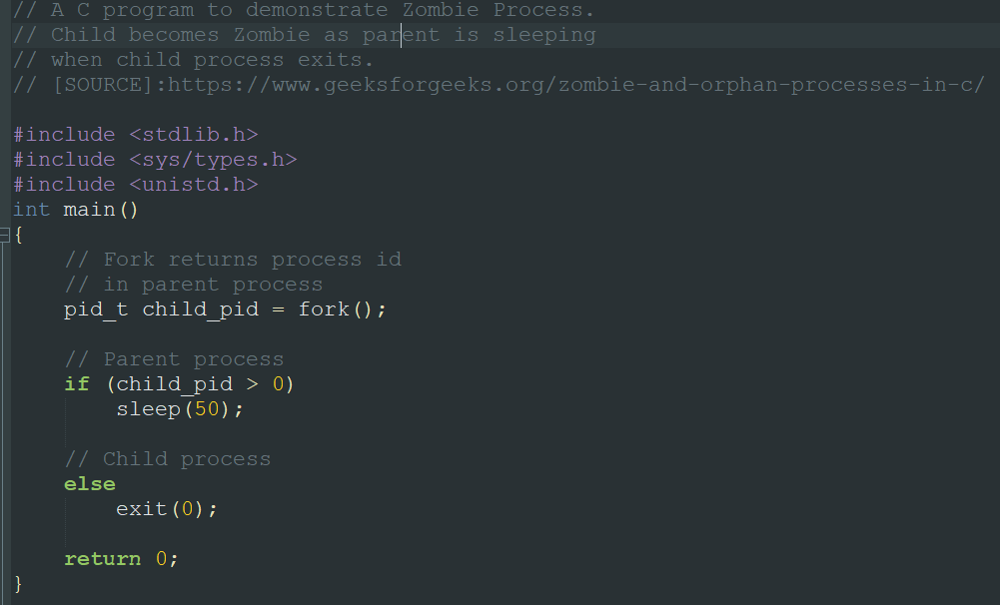 // A C program to demonstrate Zombie Process.
// Child becomes Zombie as parent is sleeping
// when child process exits.
// [SOURCE]:https://www.geeksforgeeks.org/zombie-and-orphan-processes-in-c/
#include <stdlib.h>
#include <sys/types.h>
#include <unistd.h>
int main()
{
    // Fork returns process id
    // in parent process
    pid_t child_pid = fork();
    // Parent process
    if (child_pid > 0)
        sleep(50);
    // Child process
    else
        exit(0);
    return 0;
}